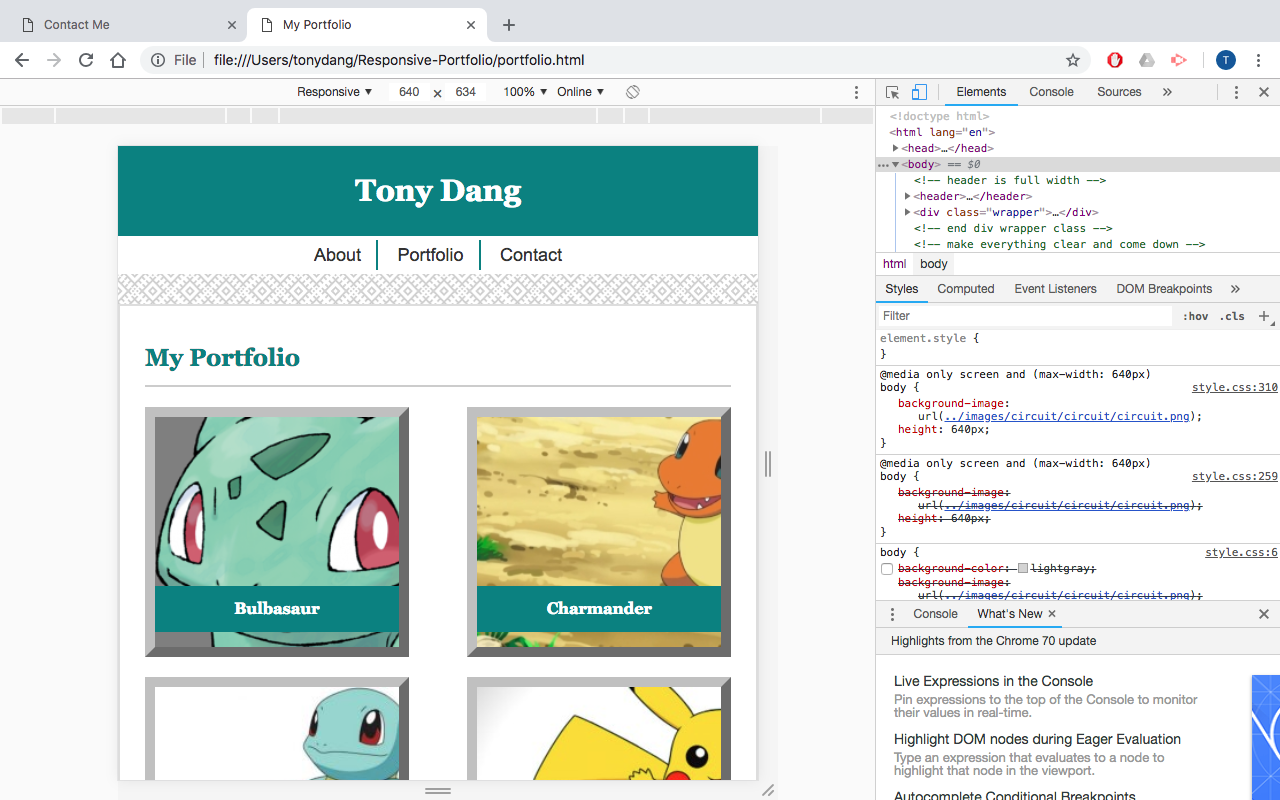 Contact Me
My Portfolio
File
file:///Users/tonydang/Responsive-Portfolio/portfolio.html
T
Responsive ▼ 640 × 634 100% ▼ Online ▼
Tony Dang
About
Portfolio
Contact
My Portfolio
Bulbasaur
Charmander
Elements Console Sources »
<!doctype html>
<html lang="en">
<head>…</head>
<body> == $0
<!-- header is full width -->
<header>…</header>
<div class="wrapper">…</div>
<!-- end div wrapper class -->
<!-- make everything clear and come down -->
html body
Styles Computed Event Listeners DOM Breakpoints »
Filter :hov .cls +
element.style {
}
@media only screen and (max-width: 640px)
body { style.css:310
background-image:
url(../images/circuit/circuit/circuit.png);
height: 640px;
}
@media only screen and (max-width: 640px)
body { style.css:259
background-image:
url(../images/circuit/circuit/circuit.png);
height: 640px;
}
body { style.css:6
background-color: lightgray;
background-image:
url(../images/circuit/circuit/circuit.png);
Console What's New ×
Highlights from the Chrome 70 update
Live Expressions in the Console
Pin expressions to the top of the Console to monitor
their values in real-time.
Highlight DOM nodes during Eager Evaluation
Type an expression that evaluates to a node to
highlight that node in the viewport.
Autocomplete Conditional Breakpoints